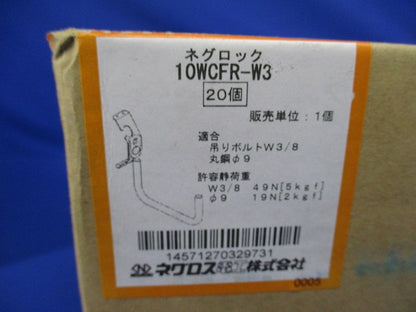 ネグロック
10WCFR-W3
20個
販売単位:1個
適合
吊りボルトW3/8
丸鋼φ9
許容静荷重
W3/8 49N[5kgf]
φ9 19N[2kgf]
14571270329731
ネグロス電工株式会社
0005